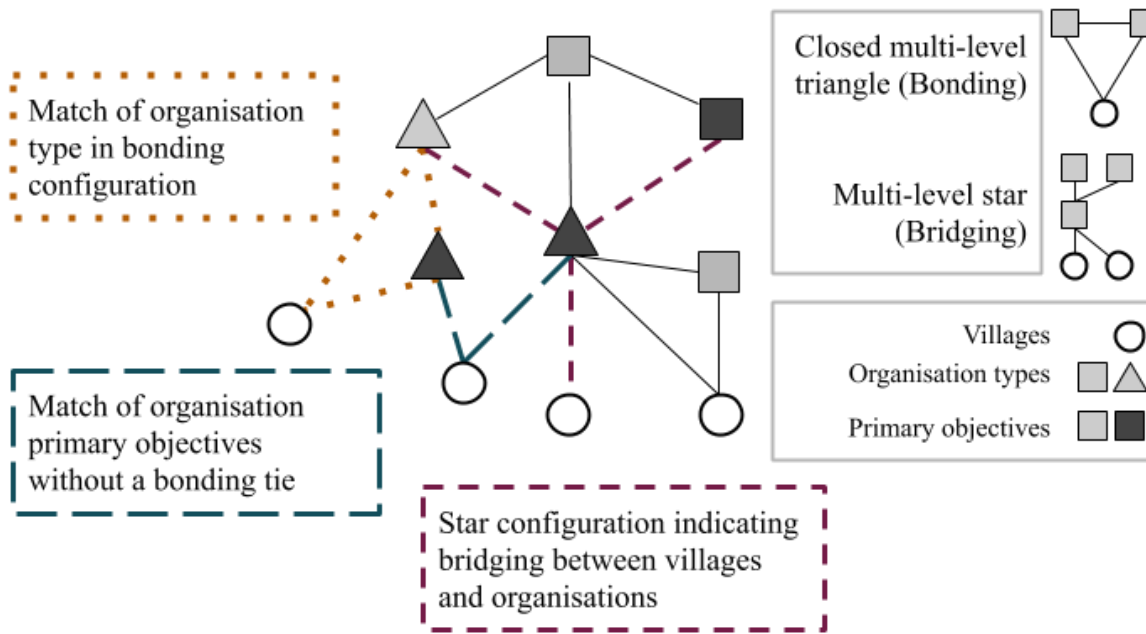 Match of organisation
type in bonding
configuration
Closed multi-level
triangle (Bonding)
Multi-level star
(Bridging)
Match of organisation
primary objectives
without a bonding tie
Villages
Organisation types
Primary objectives
Star configuration indicating
bridging between villages
and organisations